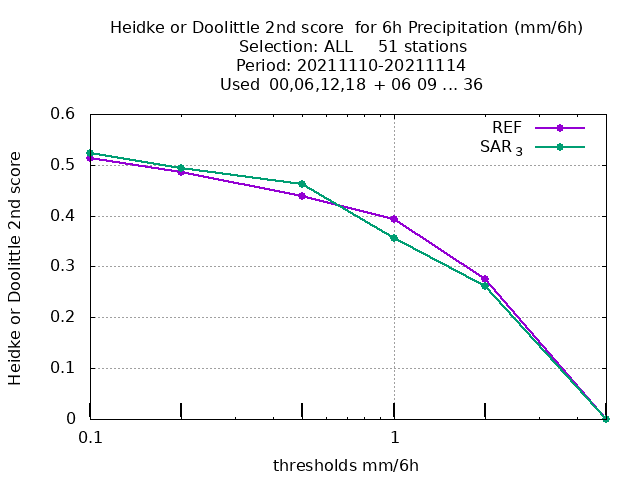 Heidke or Doolittle 2nd score  for 6h Precipitation (mm/6h)
Selection: ALL     51 stations
Period: 20211110-20211114
Used  00,06,12,18  + 06 09 ... 36
REF
SAR 3
Heidke or Doolittle 2nd score
0.6
0.5
0.4
0.3
0.2
0.1
0
0.1 1
thresholds mm/6h